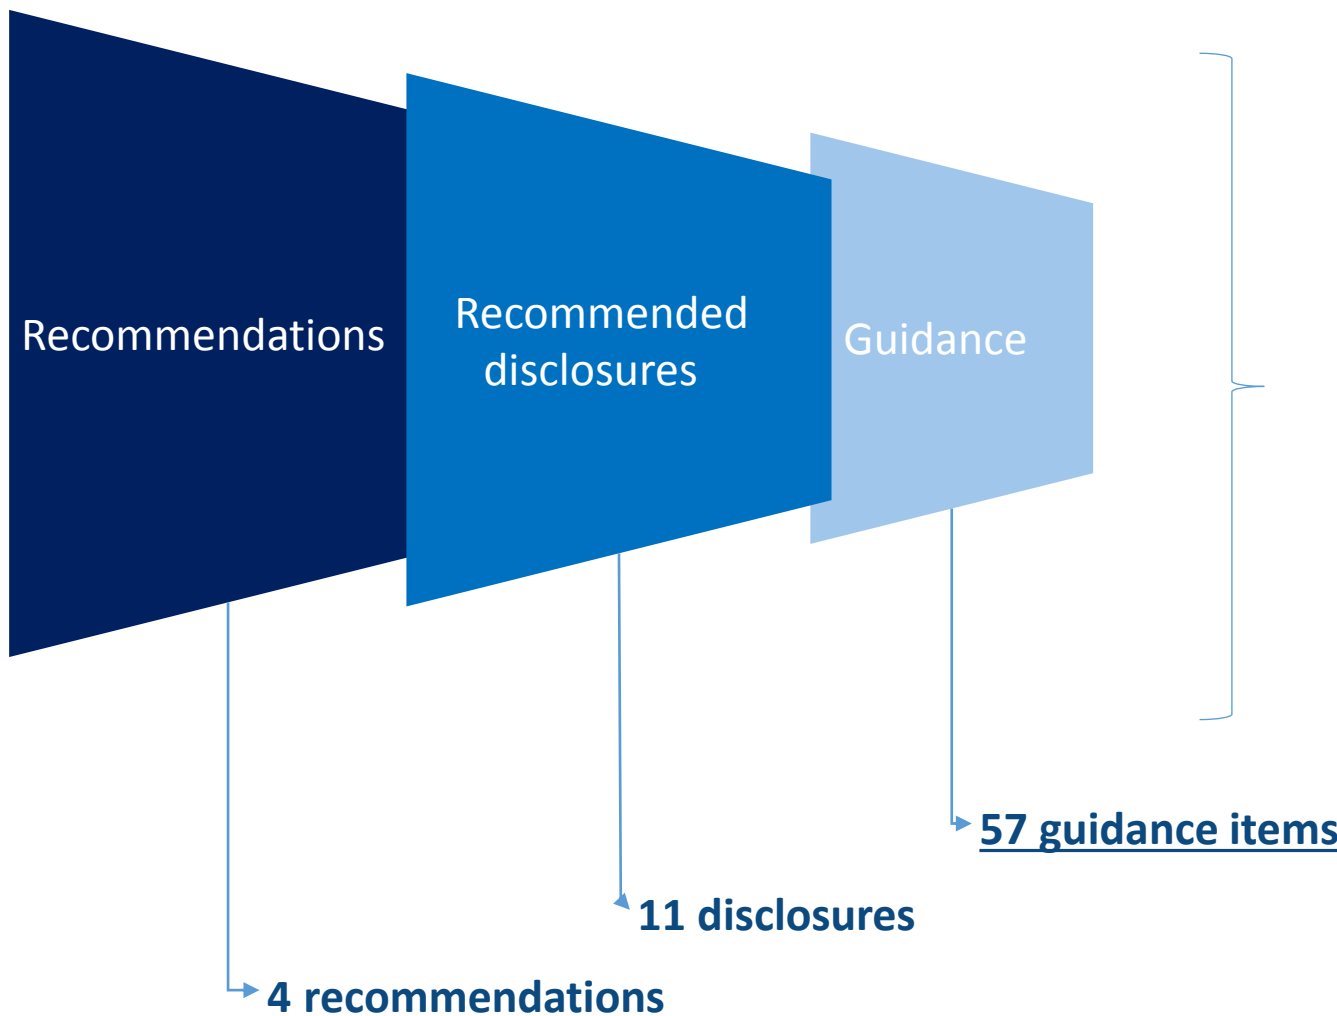 Recommendations
Recommended
disclosures
Guidance
57 guidance items
11 disclosures
4 recommendations